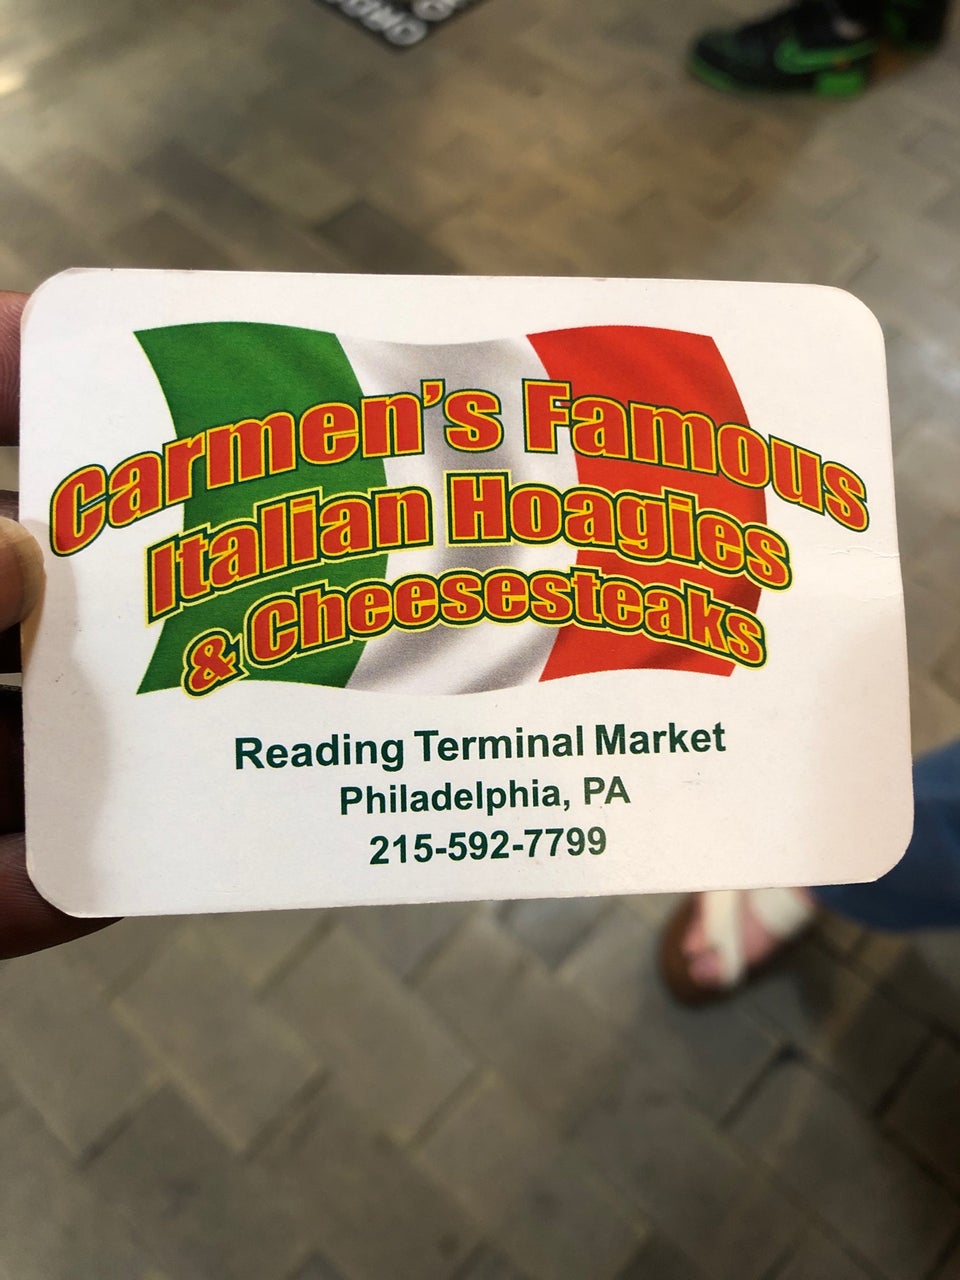 Carmen's Famous
Italian Hoagies
& Cheesesteaks
Reading Terminal Market
Philadelphia, PA
215-592-7799